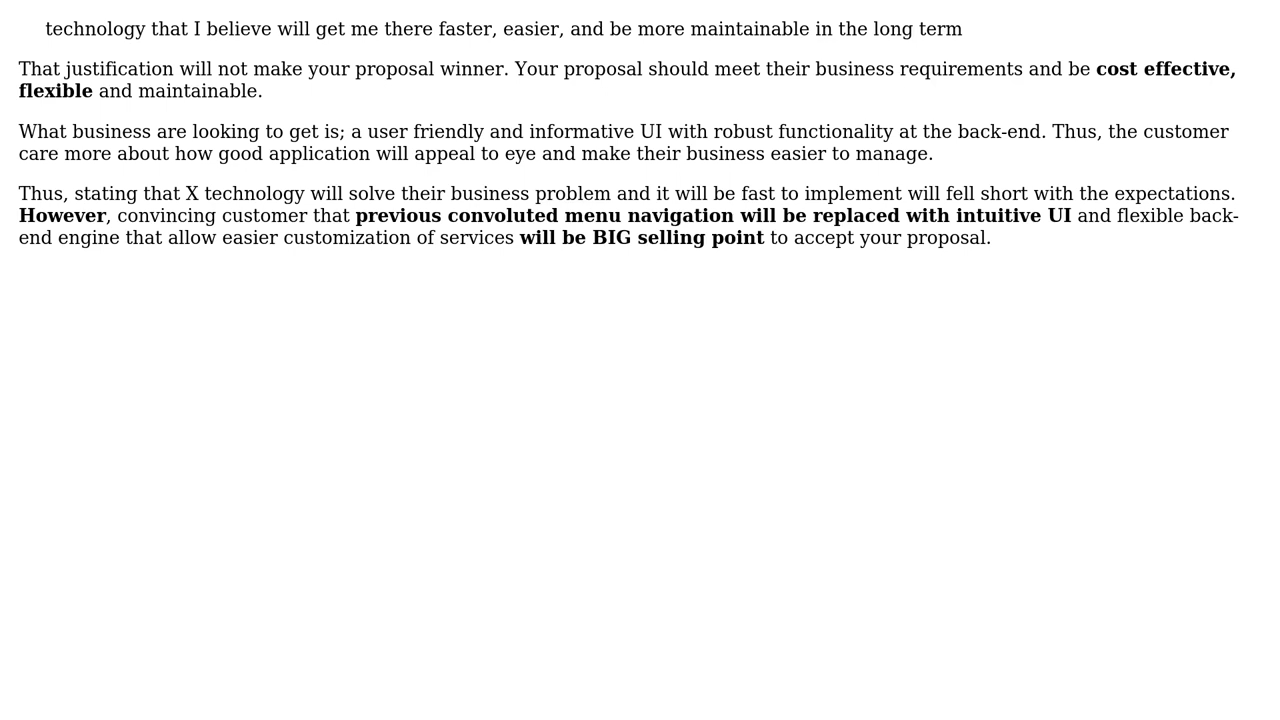 technology that I believe will get me there faster, easier, and be more maintainable in the long term
That justification will not make your proposal winner. Your proposal should meet their business requirements and be cost effective,
flexible and maintainable.
What business are looking to get is; a user friendly and informative UI with robust functionality at the back-end. Thus, the customer
care more about how good application will appeal to eye and make their business easier to manage.
Thus, stating that X technology will solve their business problem and it will be fast to implement will fell short with the expectations.
However, convincing customer that previous convoluted menu navigation will be replaced with intuitive UI and flexible back-
end engine that allow easier customization of services will be BIG selling point to accept your proposal.